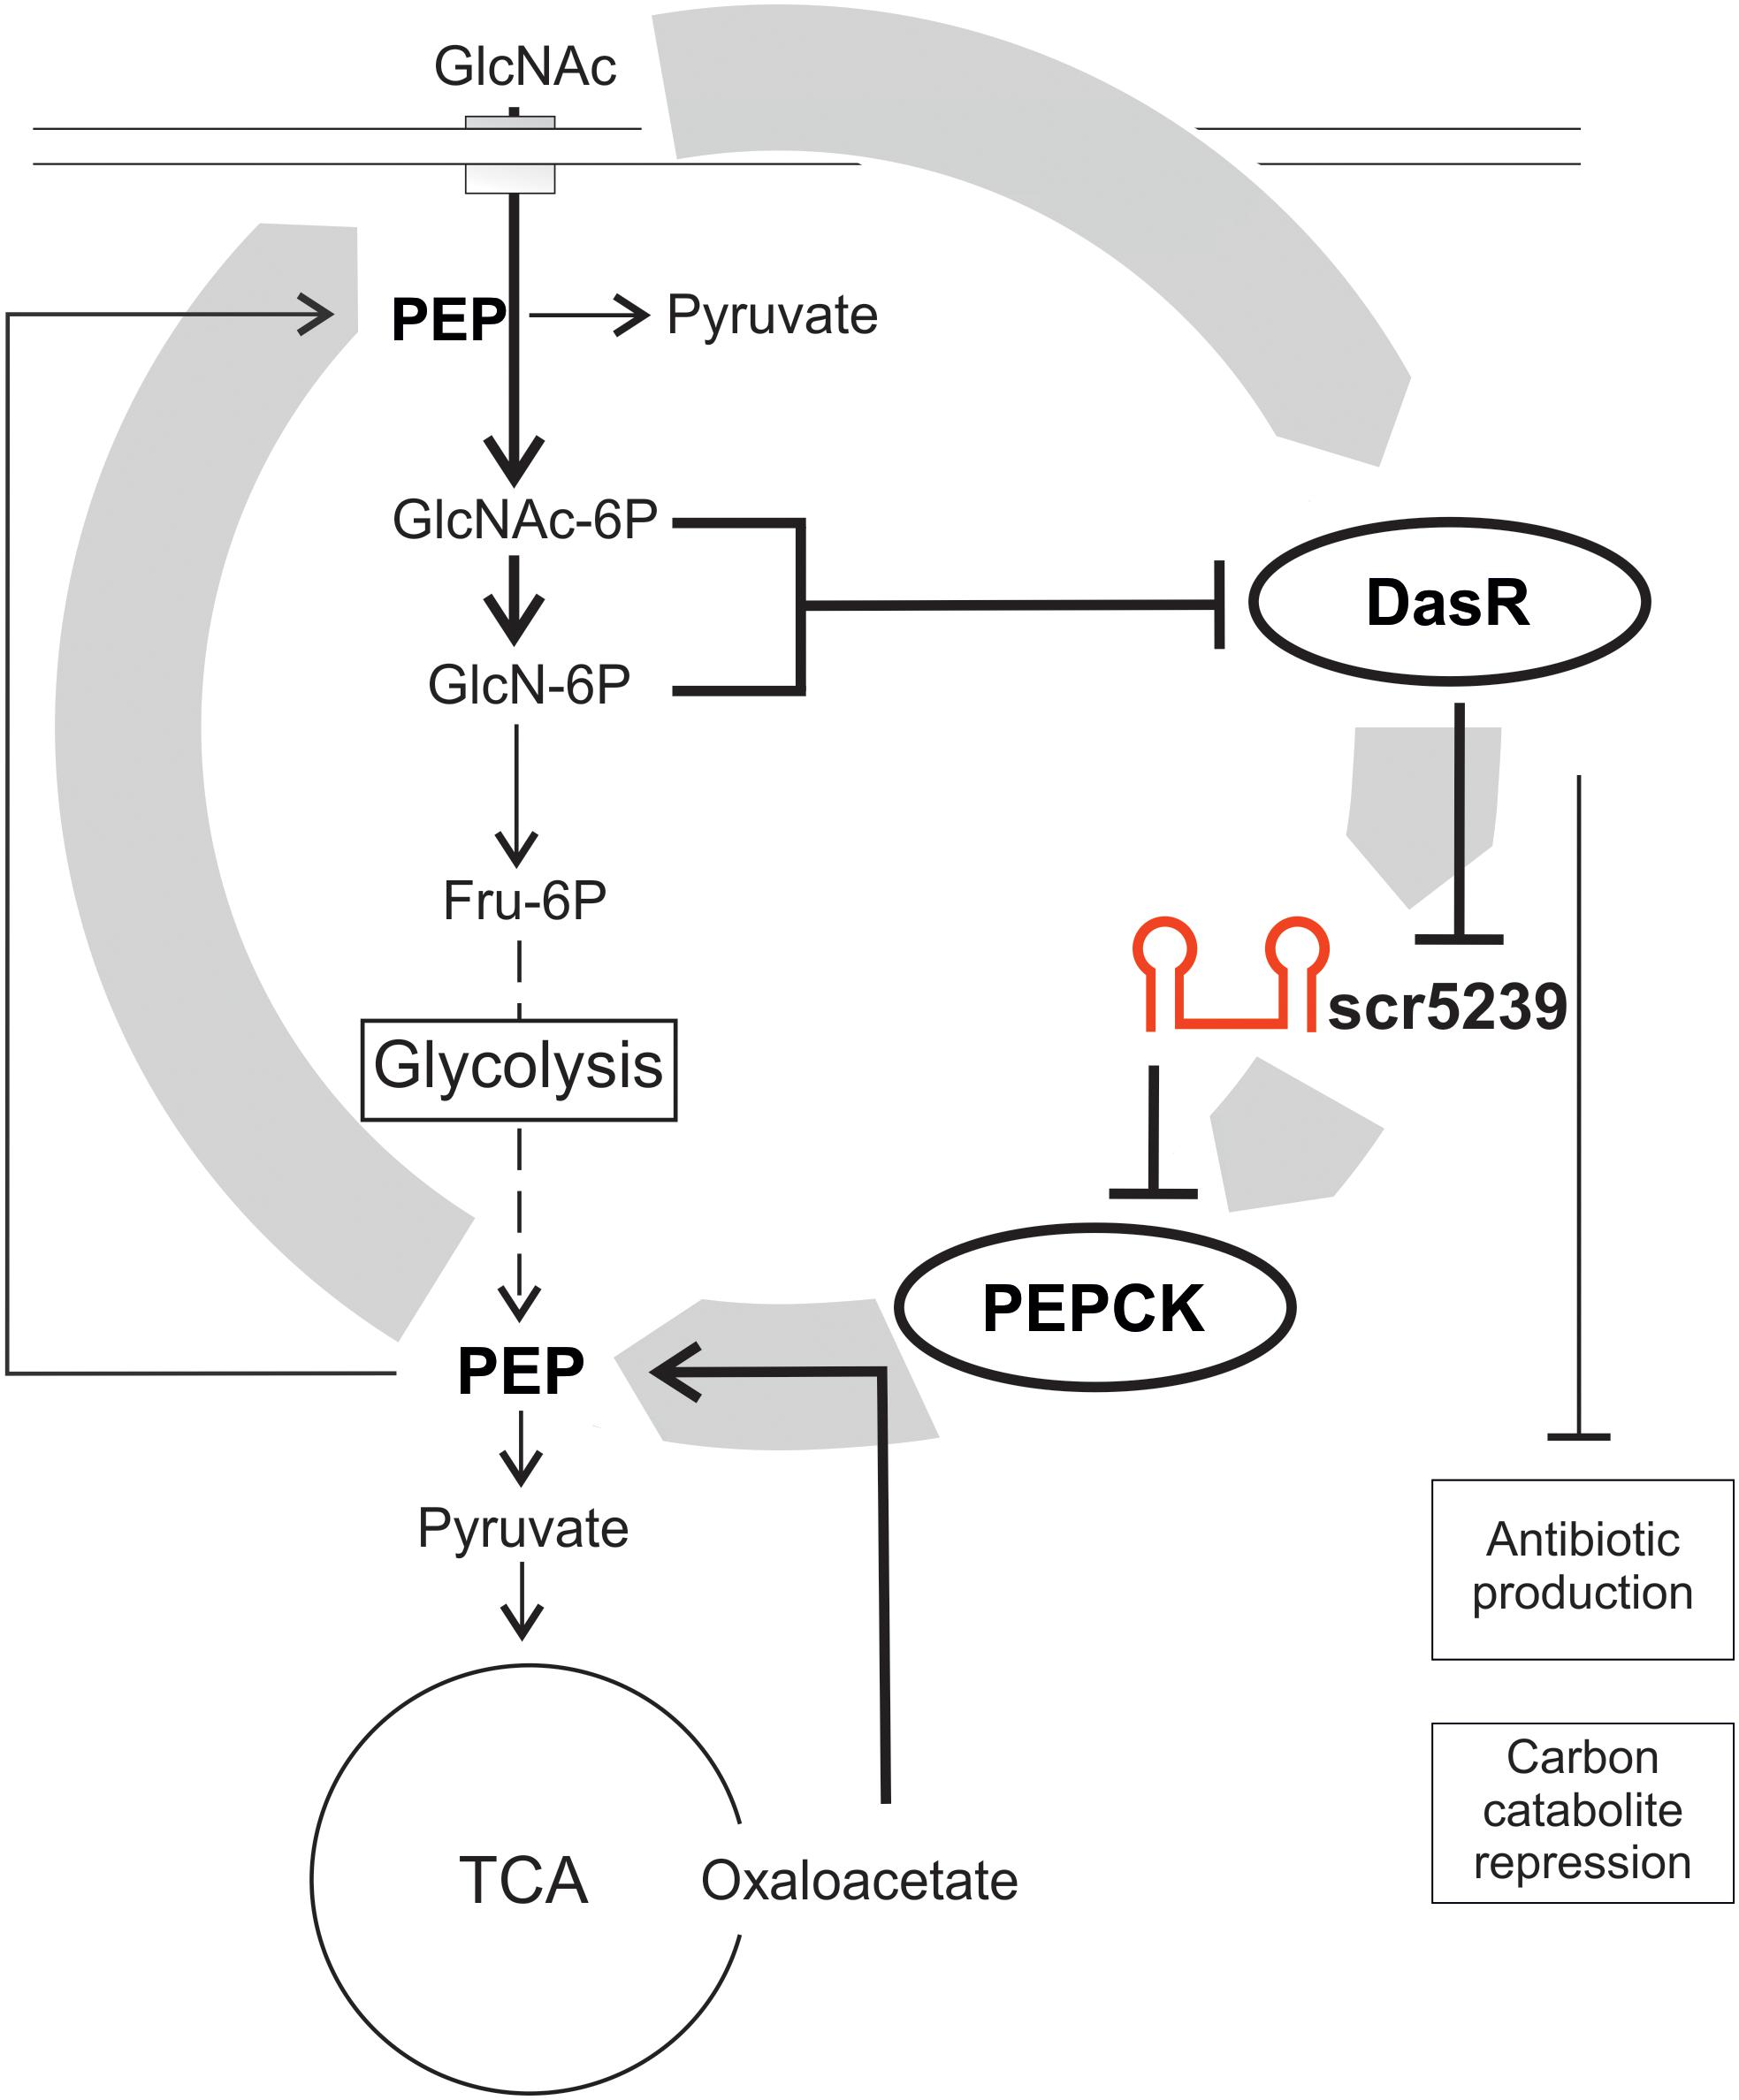 GlcNAc
PEP
Pyruvate
GlcNAc-6P
DasR
GlcN-6P
Fru-6P
scr5239
Glycolysis
PEPCK
PEP
Pyruvate
Antibiotic
production
Carbon
catabolite
repression
TCA
Oxaloacetate